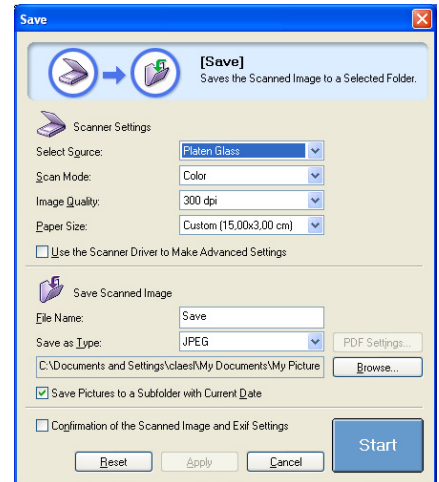 Save
[Save]
Saves the Scanned Image to a Selected Folder.
Scanner Settings
Select Source: Platen Glass
Scan Mode: Color
Image Quality: 300 dpi
Paper Size: Custom (15,00x3,00 cm)
Use the Scanner Driver to Make Advanced Settings
Save Scanned Image
File Name: Save
Save as Type: JPEG PDF Settings...
C:\Documents and Settings\claesl\My Documents\My Picture Browse...
Save Pictures to a Subfolder with Current Date
Confirmation of the Scanned Image and Exif Settings
Start
Reset Apply Cancel